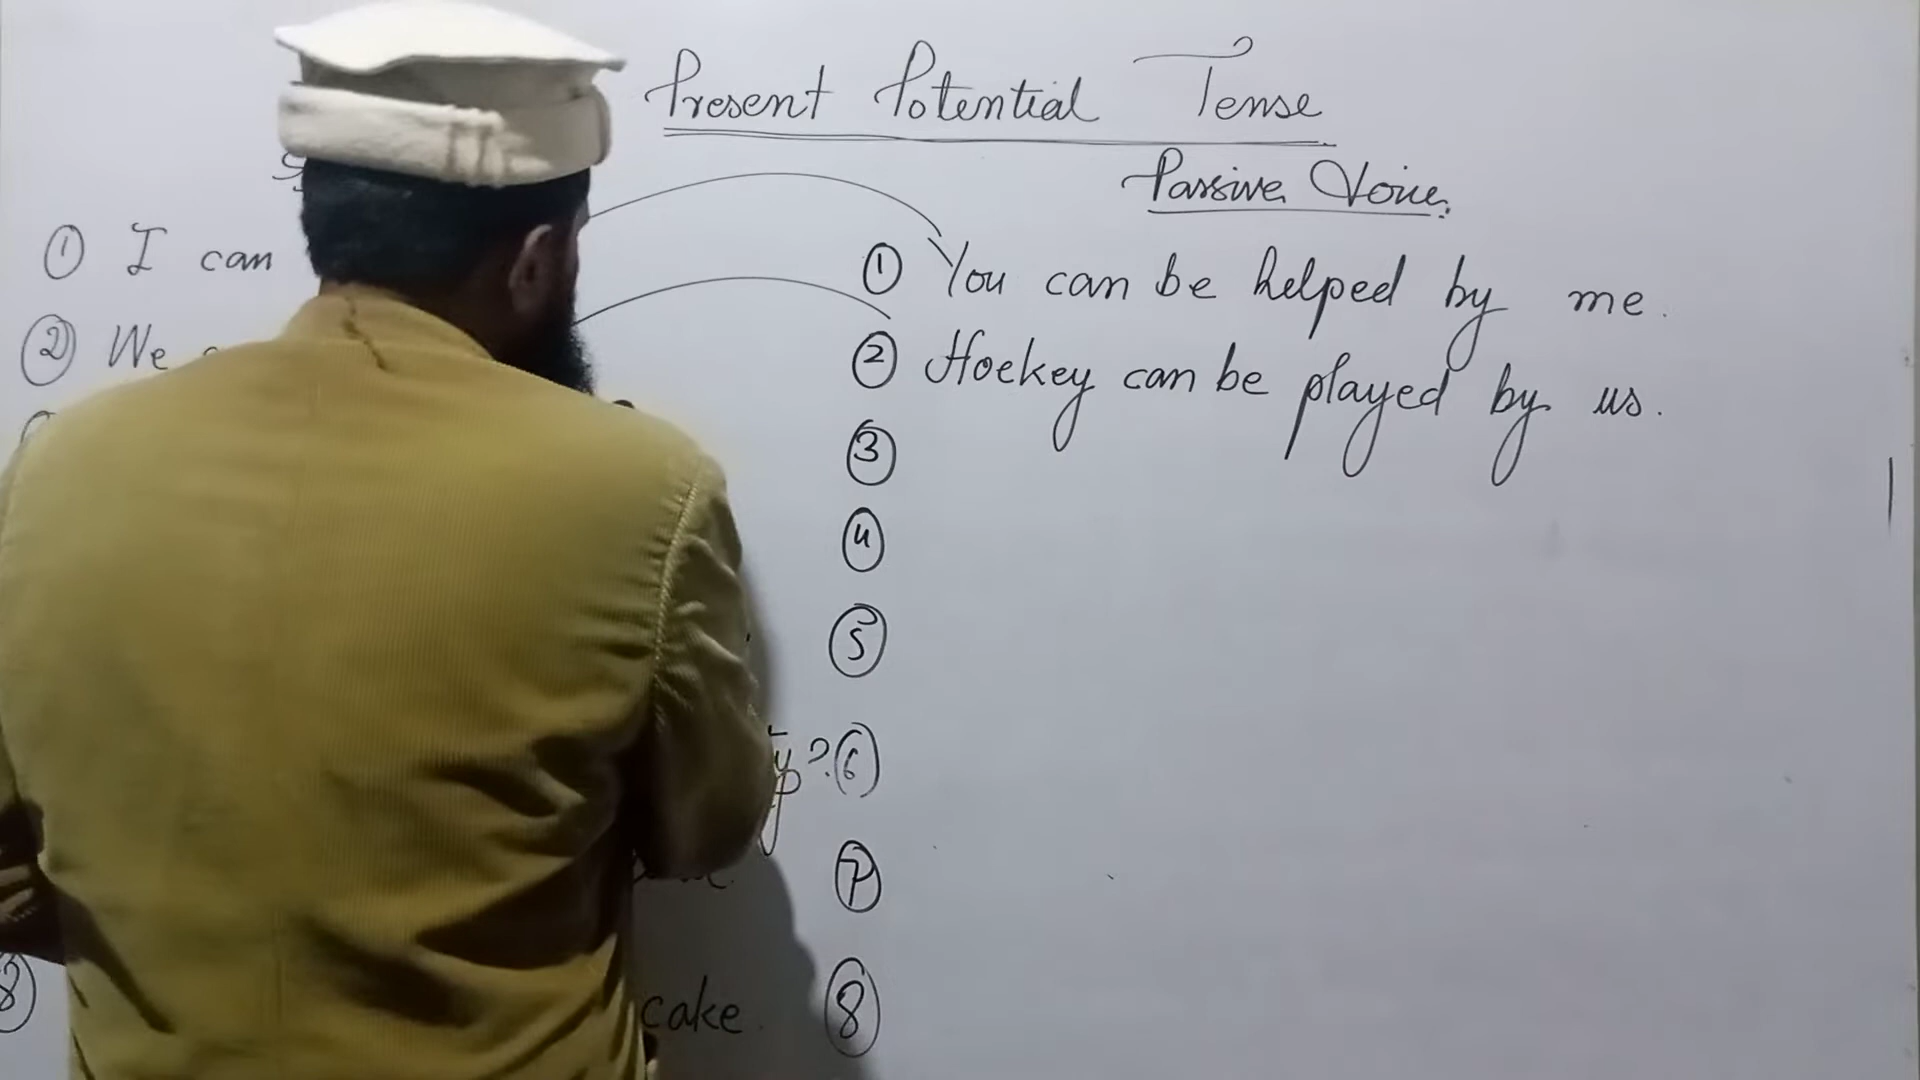 Present Potential Tense
Passive Voice.
① I can
② We
① You can be helped by me.
② Hockey can be played by us.
③
④
⑤
y? ⑥
⑦
⑧
cake. ⑧